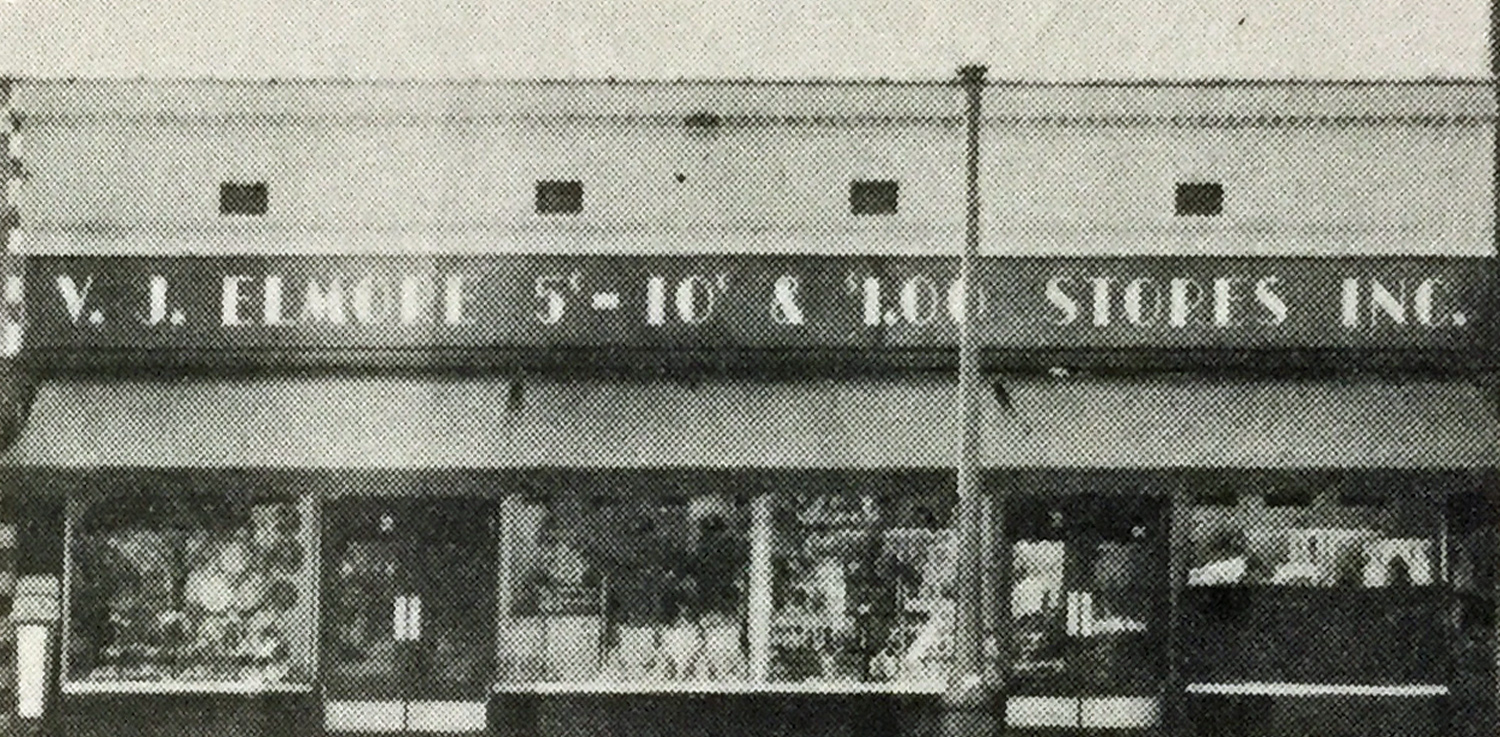 V. J. ELMORE 5¢-10¢ & $1.00 STORES INC.